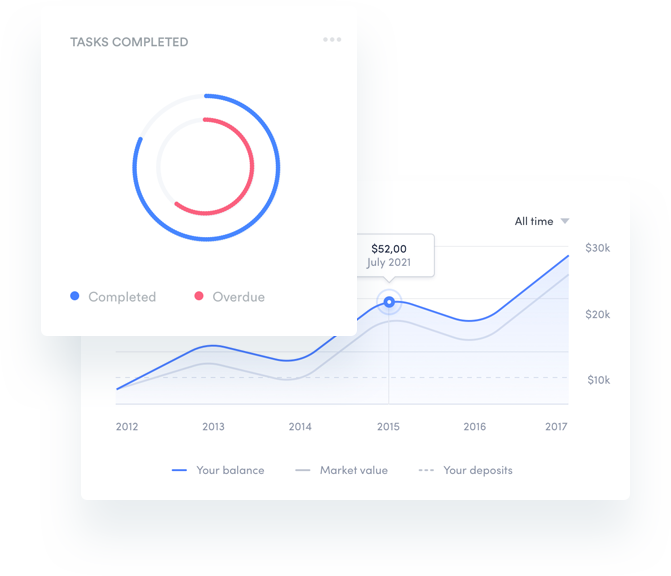 TASKS COMPLETED
Completed
Overdue
All time
$52,00
July 2021
$30k
$20k
$10k
2012 2013 2014 2015 2016 2017
Your balance Market value Your deposits